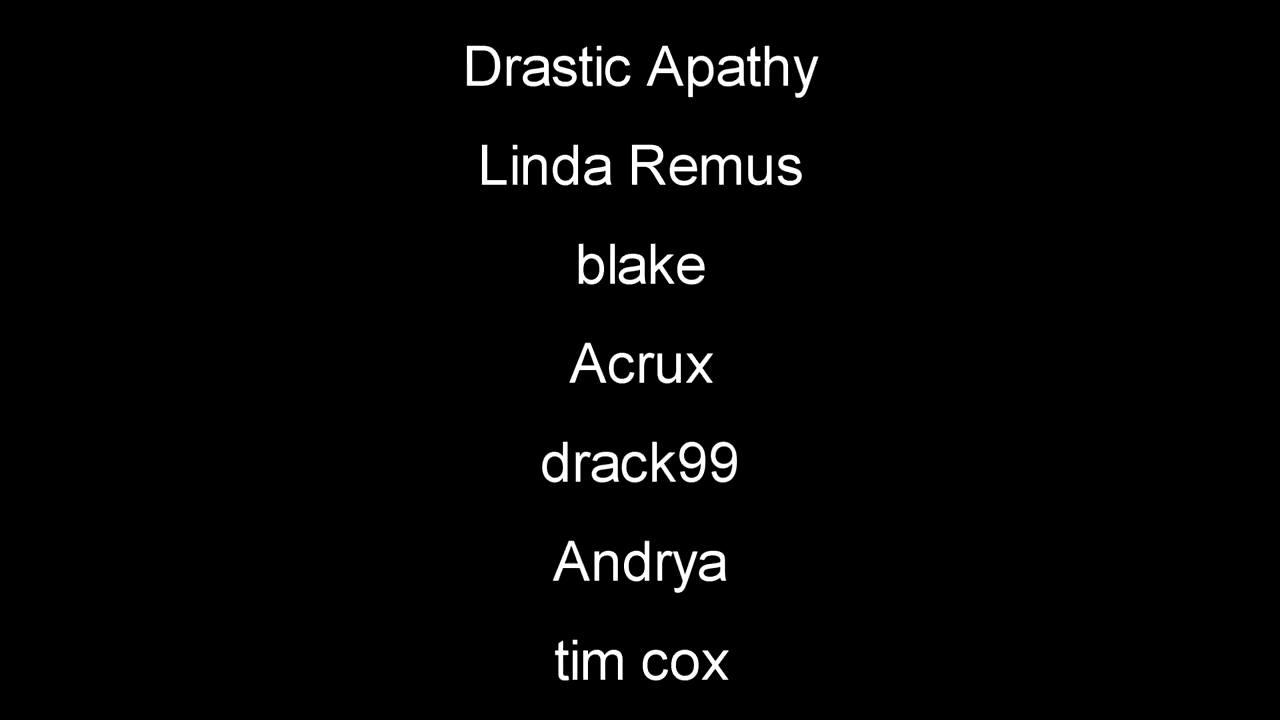 Drastic Apathy
Linda Remus
blake
Acrux
drack99
Andrya
tim cox